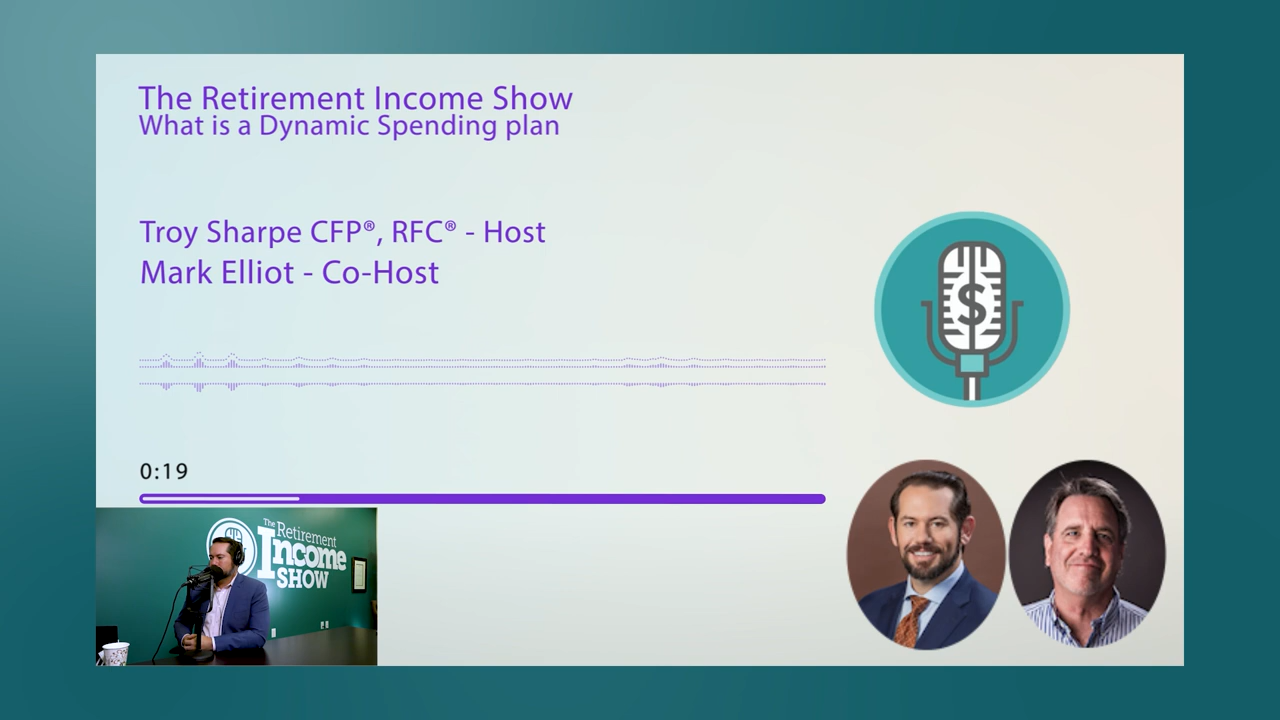 The Retirement Income Show
What is a Dynamic Spending plan
Troy Sharpe CFP®, RFC® - Host
Mark Elliot - Co-Host
$
0:19
The Retirement
Income
SHOW